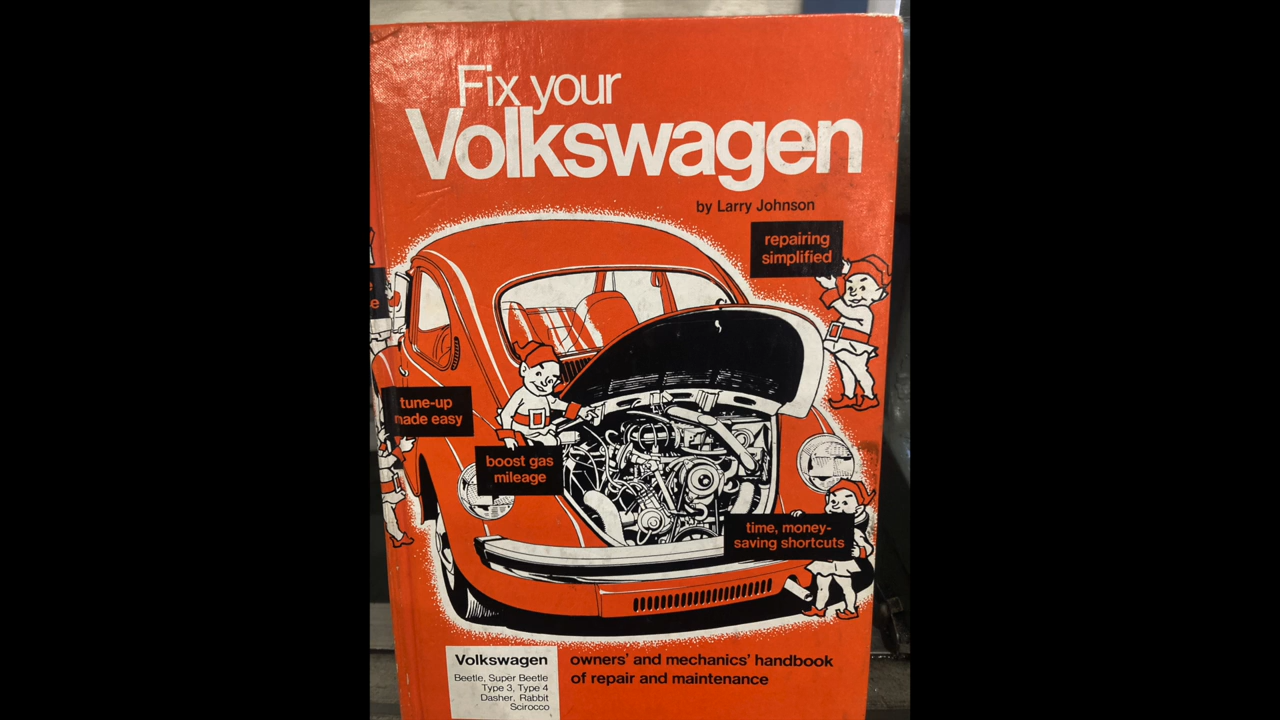 Fix your
Volkswagen
by Larry Johnson
repairing
simplified
tune-up
made easy
boost gas
mileage
time, money-
saving shortcuts
Volkswagen
Beetle, Super Beetle
Type 3, Type 4
Dasher, Rabbit
Scirocco
owners' and mechanics' handbook
of repair and maintenance